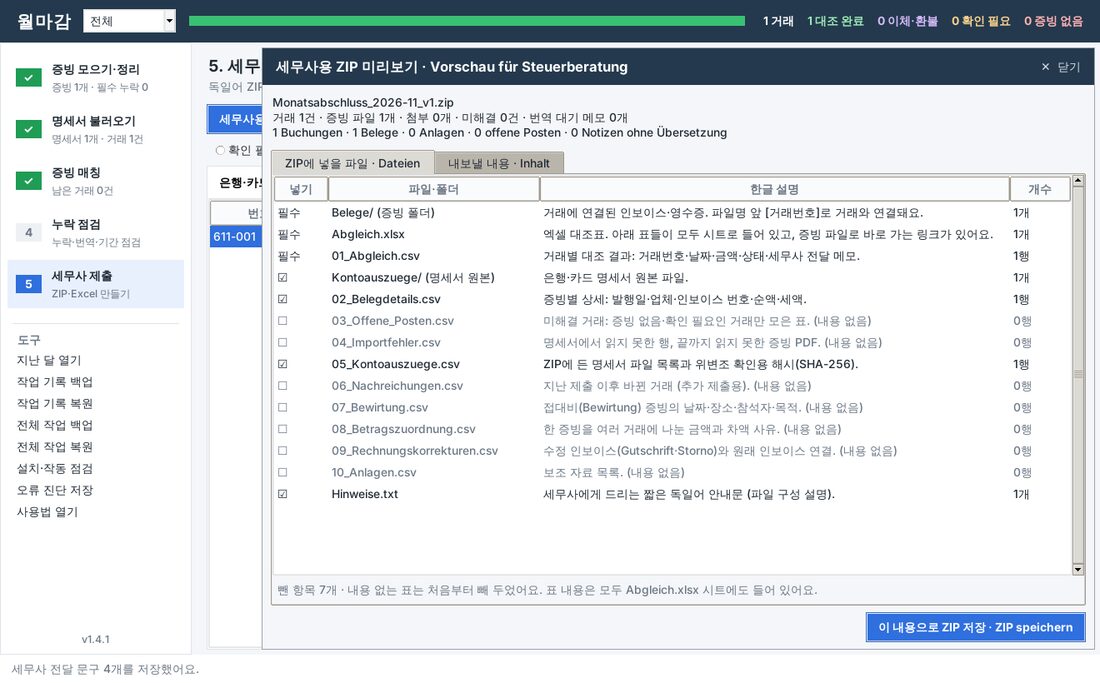 월마감
전체
1 거래 1 대조 완료 0 이체·환불 0 확인 필요 0 증빙 없음
증빙 모으기·정리
증빙 1개 · 필수 누락 0
명세서 불러오기
명세서 1개 · 거래 1건
증빙 매칭
남은 거래 0건
4
누락 점검
누락·번역·기간 점검
5
세무사 제출
ZIP·Excel 만들기
도구
지난 달 열기
작업 기록 백업
작업 기록 복원
전체 작업 백업
전체 작업 복원
설치·작동 점검
오류 진단 저장
사용법 열기
v1.4.1
5. 세무
독일어 ZIP
세무사용
확인 필
은행·카드
번호
611-001
세무사용 ZIP 미리보기 · Vorschau für Steuerberatung
× 닫기
Monatsabschluss_2026-11_v1.zip
거래 1건 · 증빙 파일 1개 · 첨부 0개 · 미해결 0건 · 번역 대기 메모 0개
1 Buchungen · 1 Belege · 0 Anlagen · 0 offene Posten · 0 Notizen ohne Übersetzung
ZIP에 넣을 파일 · Dateien 내보낼 내용 · Inhalt
넣기 파일·폴더 한글 설명 개수
필수 Belege/ (증빙 폴더) 거래에 연결된 인보이스·영수증. 파일명 앞 [거래번호]로 거래와 연결돼요. 1개
필수 Abgleich.xlsx 엑셀 대조표. 아래 표들이 모두 시트로 들어 있고, 증빙 파일로 바로 가는 링크가 있어요. 1개
필수 01_Abgleich.csv 거래별 대조 결과: 거래번호·날짜·금액·상태·세무사 전달 메모. 1행
☑ Kontoauszuege/ (명세서 원본) 은행·카드 명세서 원본 파일. 1개
☑ 02_Belegdetails.csv 증빙별 상세: 발행일·업체·인보이스 번호·순액·세액. 1행
☐ 03_Offene_Posten.csv 미해결 거래: 증빙 없음·확인 필요인 거래만 모은 표. (내용 없음) 0행
☐ 04_Importfehler.csv 명세서에서 읽지 못한 행, 끝까지 읽지 못한 증빙 PDF. (내용 없음) 0행
☑ 05_Kontoauszuege.csv ZIP에 든 명세서 파일 목록과 위변조 확인용 해시(SHA-256). 1행
☐ 06_Nachreichungen.csv 지난 제출 이후 바뀐 거래 (추가 제출용). (내용 없음) 0행
☐ 07_Bewirtung.csv 접대비(Bewirtung) 증빙의 날짜·장소·참석자·목적. (내용 없음) 0행
☐ 08_Betragszuordnung.csv 한 증빙을 여러 거래에 나눈 금액과 차액 사유. (내용 없음) 0행
☐ 09_Rechnungskorrekturen.csv 수정 인보이스(Gutschrift·Storno)와 원래 인보이스 연결. (내용 없음) 0행
☐ 10_Anlagen.csv 보조 자료 목록. (내용 없음) 0행
☑ Hinweise.txt 세무사에게 드리는 짧은 독일어 안내문 (파일 구성 설명). 1개
뺀 항목 7개 · 내용 없는 표는 처음부터 빼 두었어요. 표 내용은 모두 Abgleich.xlsx 시트에도 들어 있어요.
이 내용으로 ZIP 저장 · ZIP speichern
세무사 전달 문구 4개를 저장했어요.